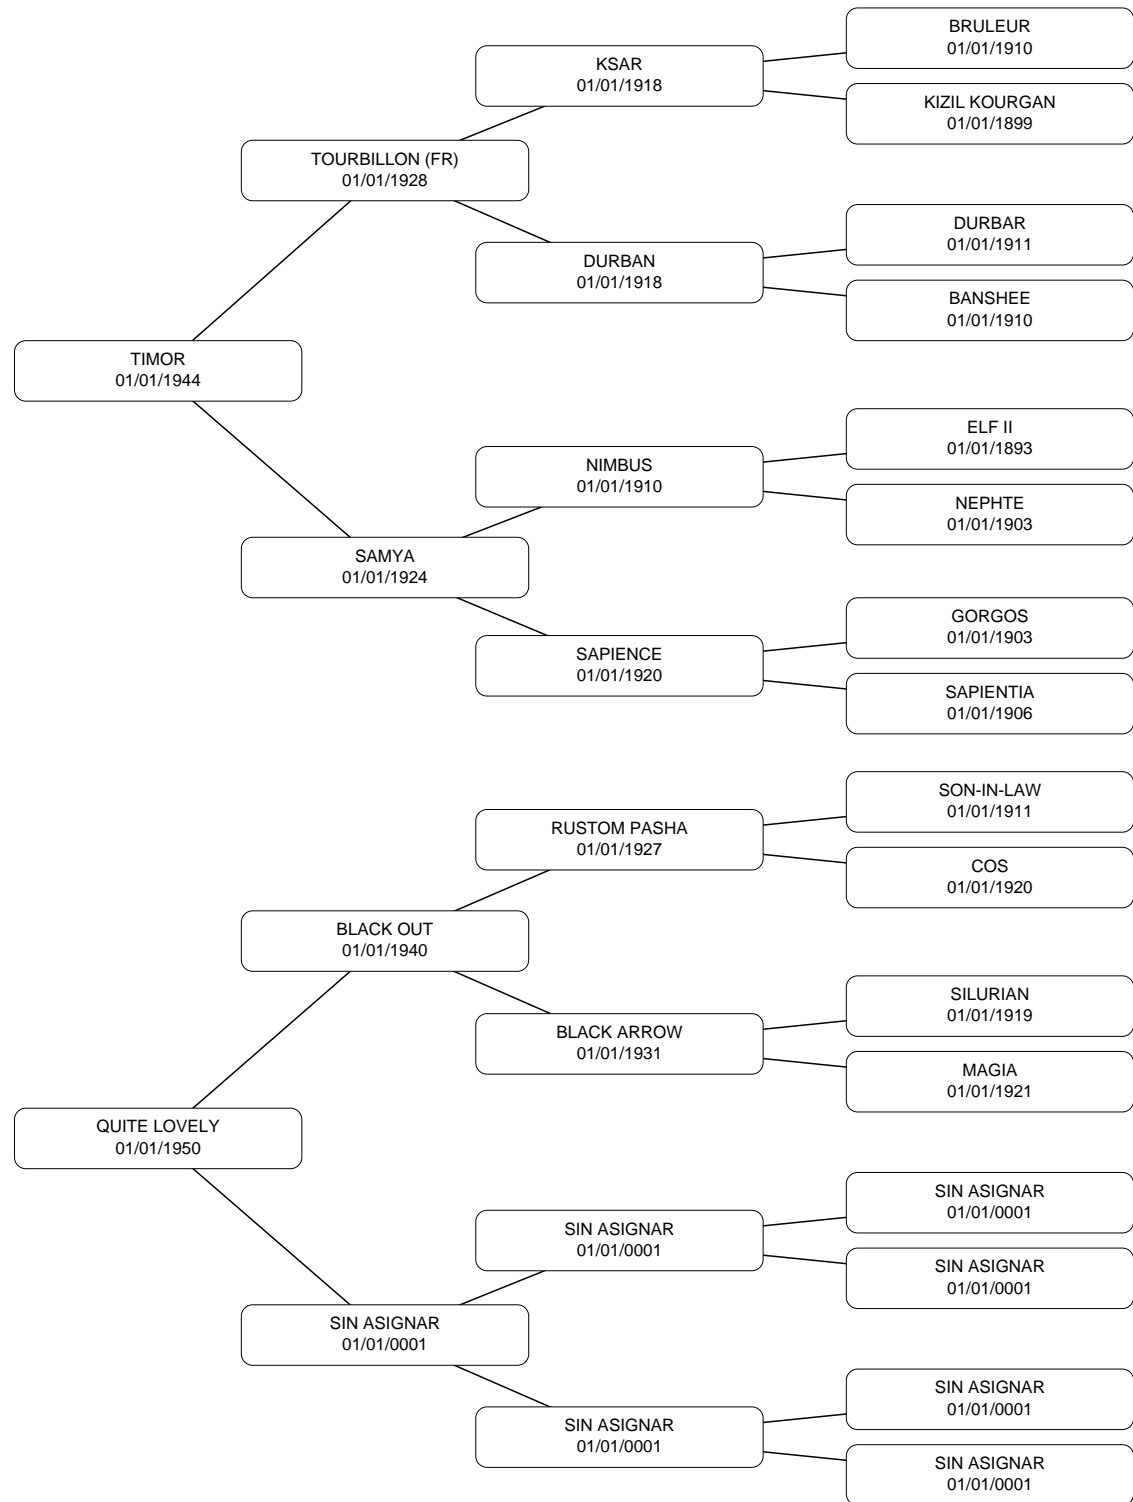 BRULEUR
01/01/1910
KSAR
01/01/1918
KIZIL KOURGAN
01/01/1899
TOURBILLON (FR)
01/01/1928
DURBAR
01/01/1911
DURBAN
01/01/1918
BANSHEE
01/01/1910
TIMOR
01/01/1944
ELF II
01/01/1893
NIMBUS
01/01/1910
NEPHTE
01/01/1903
SAMYA
01/01/1924
GORGOS
01/01/1903
SAPIENCE
01/01/1920
SAPIENTIA
01/01/1906
SON-IN-LAW
01/01/1911
RUSTOM PASHA
01/01/1927
COS
01/01/1920
BLACK OUT
01/01/1940
SILURIAN
01/01/1919
BLACK ARROW
01/01/1931
MAGIA
01/01/1921
QUITE LOVELY
01/01/1950
SIN ASIGNAR
01/01/0001
SIN ASIGNAR
01/01/0001
SIN ASIGNAR
01/01/0001
SIN ASIGNAR
01/01/0001
SIN ASIGNAR
01/01/0001
SIN ASIGNAR
01/01/0001
SIN ASIGNAR
01/01/0001